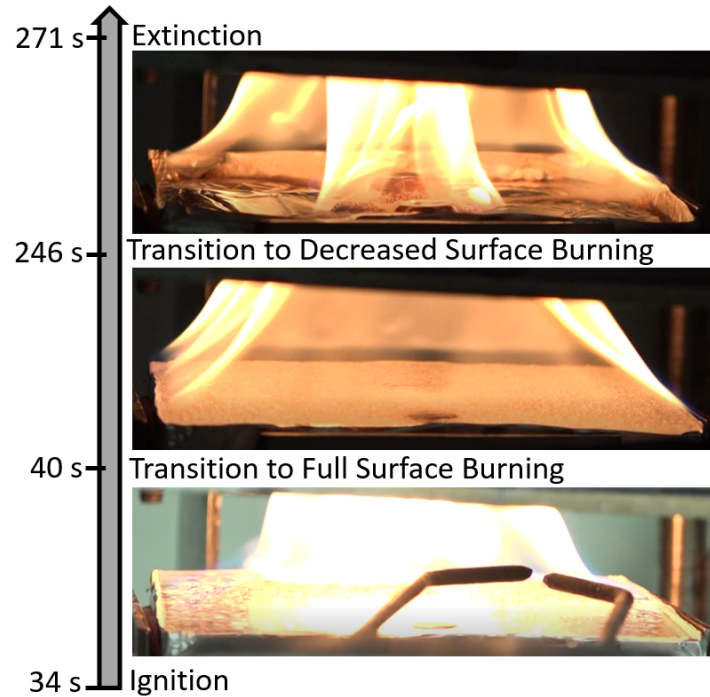 271 s Extinction
246 s Transition to Decreased Surface Burning
40 s Transition to Full Surface Burning
34 s Ignition